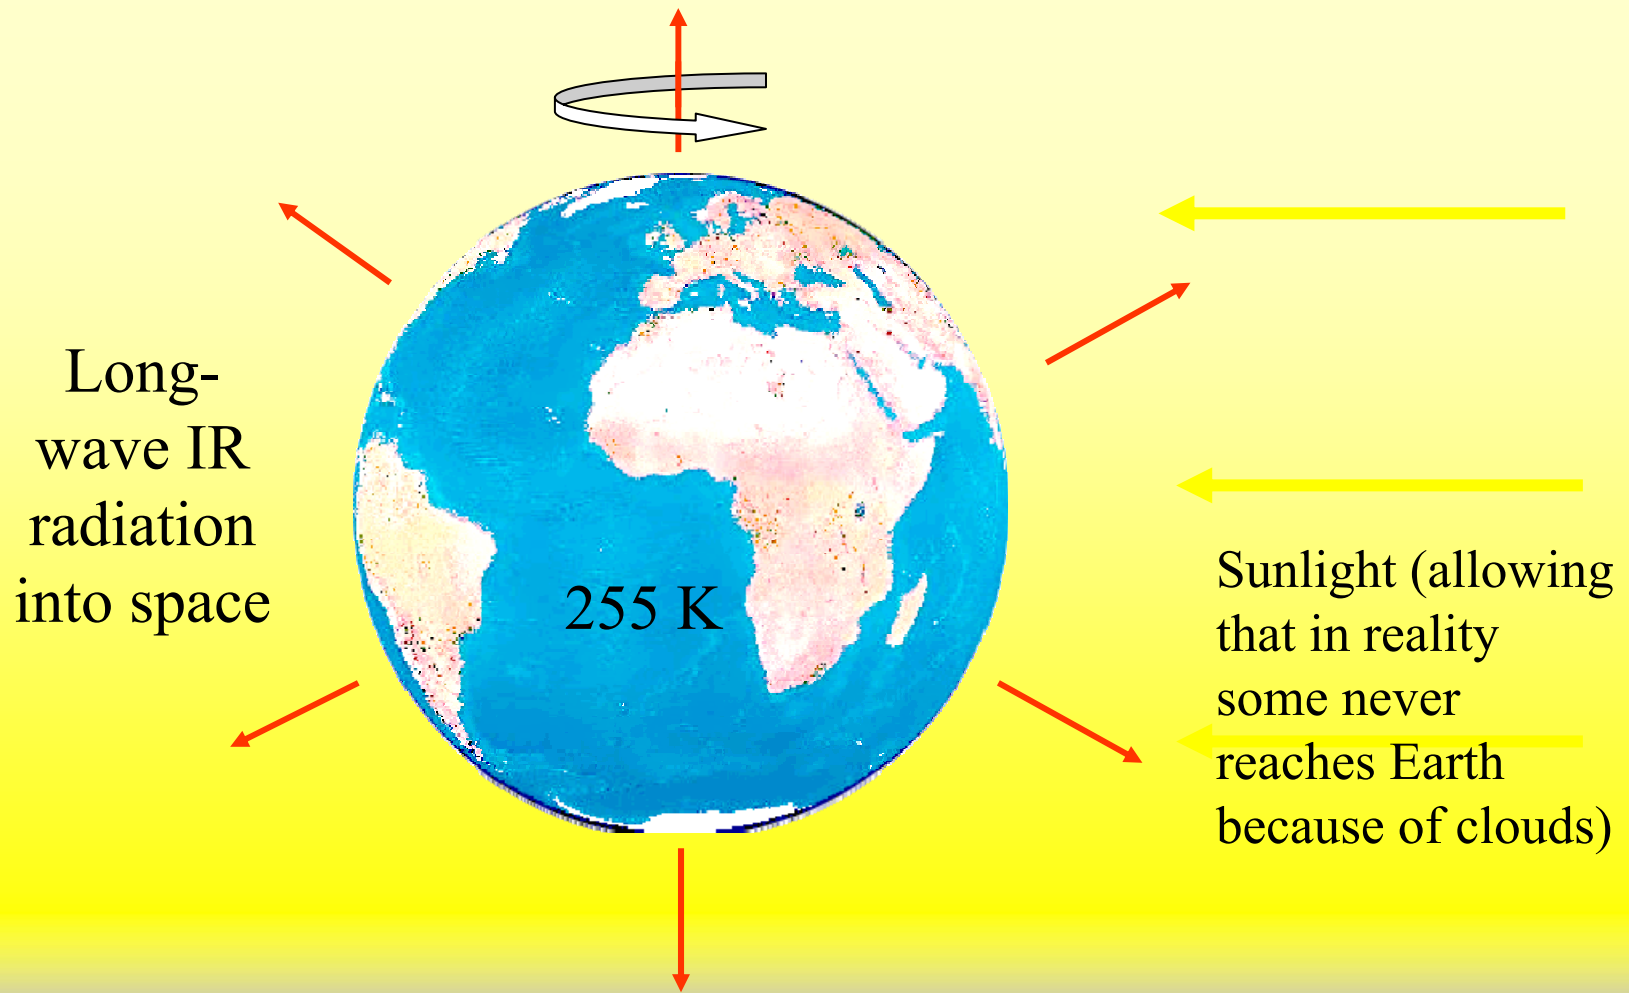 Long-
wave IR
radiation
into space
255 K
Sunlight (allowing
that in reality
some never
reaches Earth
because of clouds)